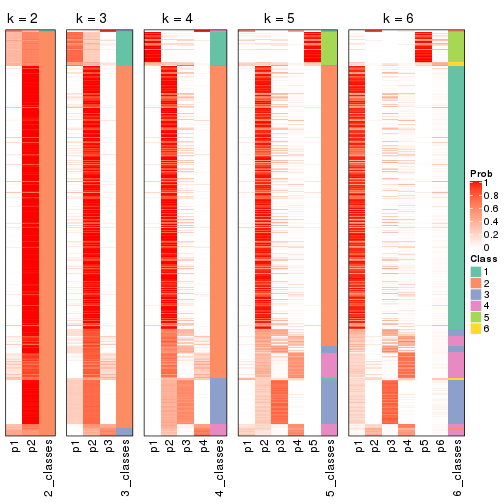 k = 2
k = 3
k = 4
k = 5
k = 6
p1
p2
2_classes
p1
p2
p3
3_classes
p1
p2
p3
p4
4_classes
p1
p2
p3
p4
p5
5_classes
p1
p2
p3
p4
p5
p6
6_classes
Prob
1
0.8
0.6
0.4
0.2
0
Class
1
2
3
4
5
6